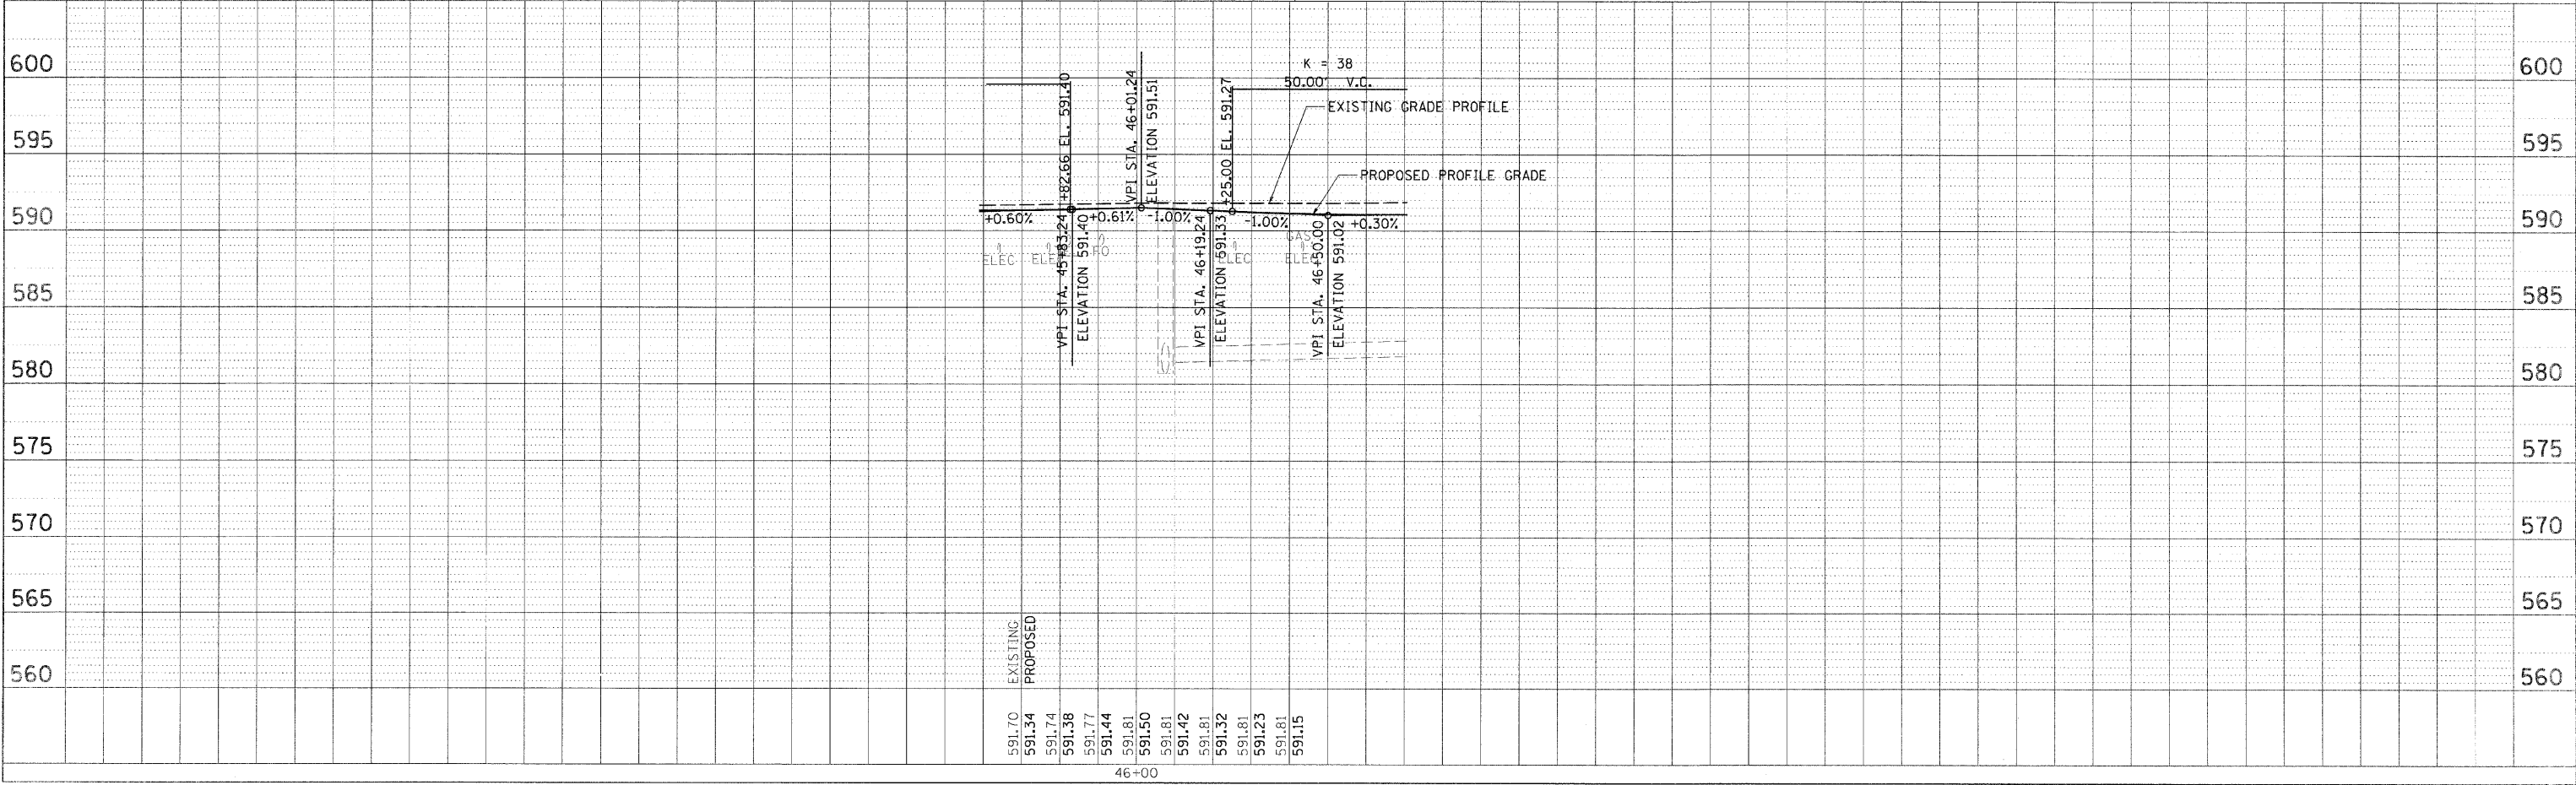 600
595
590
585
580
575
570
565
560
+82.66 EL. 591.40
VPI STA. 46+01.24
ELEVATION 591.51
+25.00 EL. 591.27
K = 38
50.00' V.C.
EXISTING GRADE PROFILE
PROPOSED PROFILE GRADE
+0.60%
+0.61%
-1.00%
-1.00%
+0.30%
ELEC
ELEC
FO
ELEC
GAS
ELEC
VPI STA. 45+83.24
ELEVATION 591.40
VPI STA. 46+19.24
ELEVATION 591.33
VPI STA. 46+50.00
ELEVATION 591.02
EXISTING
PROPOSED
591.70
591.34
591.74
591.38
591.77
591.44
591.81
591.50
591.81
591.42
591.81
591.32
591.81
591.23
591.81
591.15
46+00
600
595
590
585
580
575
570
565
560